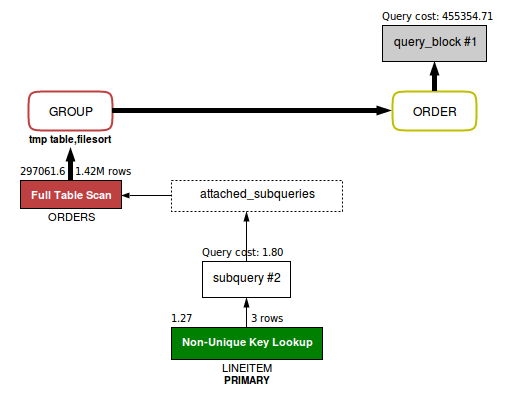 Query cost: 455354.71
query_block #1
GROUP
ORDER
tmp table,filesort
297061.6
1.42M rows
Full Table Scan
attached_subqueries
ORDERS
Query cost: 1.80
subquery #2
1.27
3 rows
Non-Unique Key Lookup
LINEITEM
PRIMARY